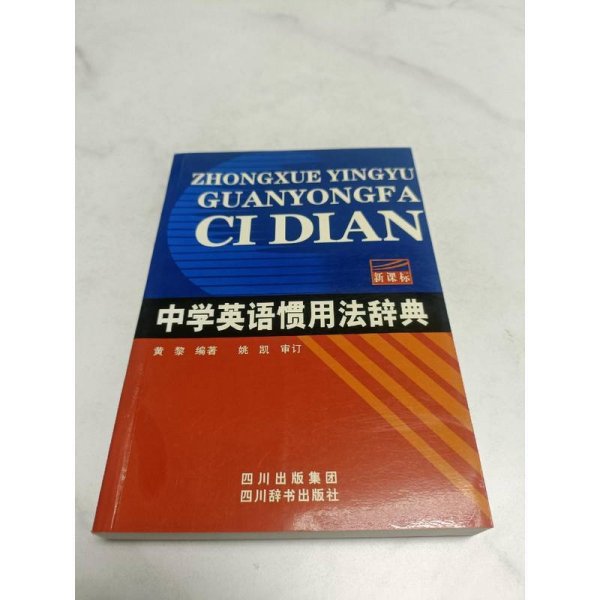 ZHONGXUE YINGYU
GUANYONGFA
CI DIAN
新课标
中学英语惯用法辞典
黄 黎 编著 姚 凯 审订
四川出版集团
四川辞书出版社